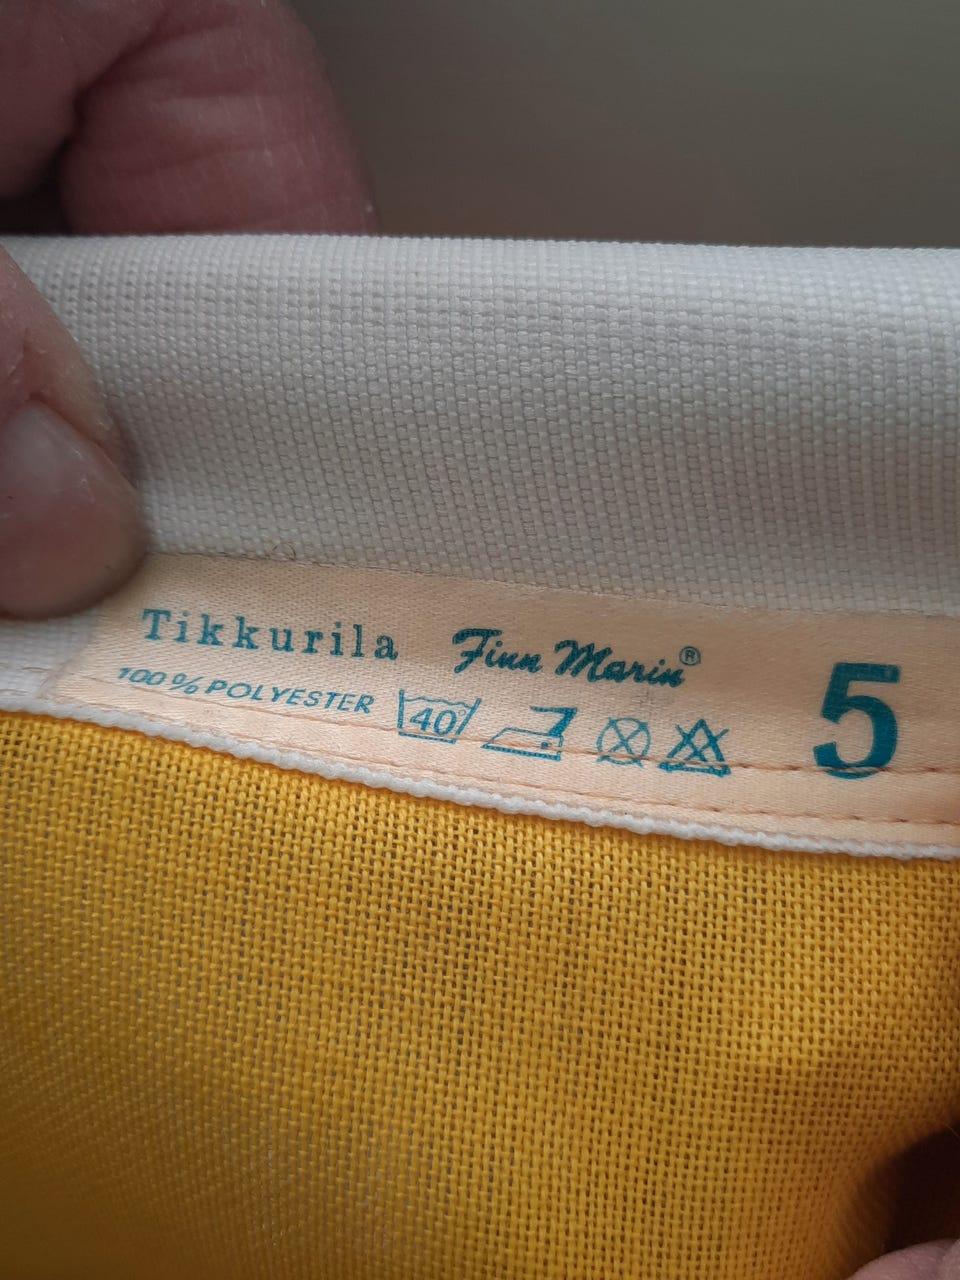 Tikkurila Finn Marin® 5
100% POLYESTER 40°